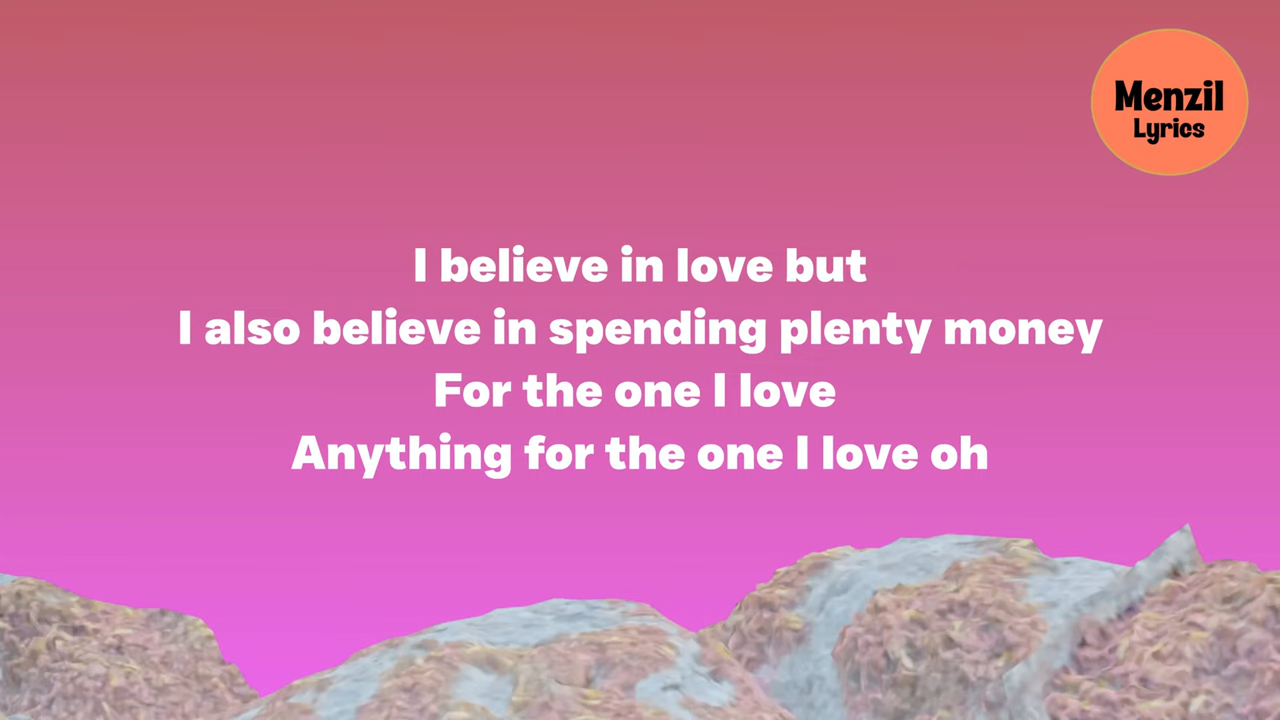 Menzil
Lyrics
I believe in love but
I also believe in spending plenty money
For the one I love
Anything for the one I love oh